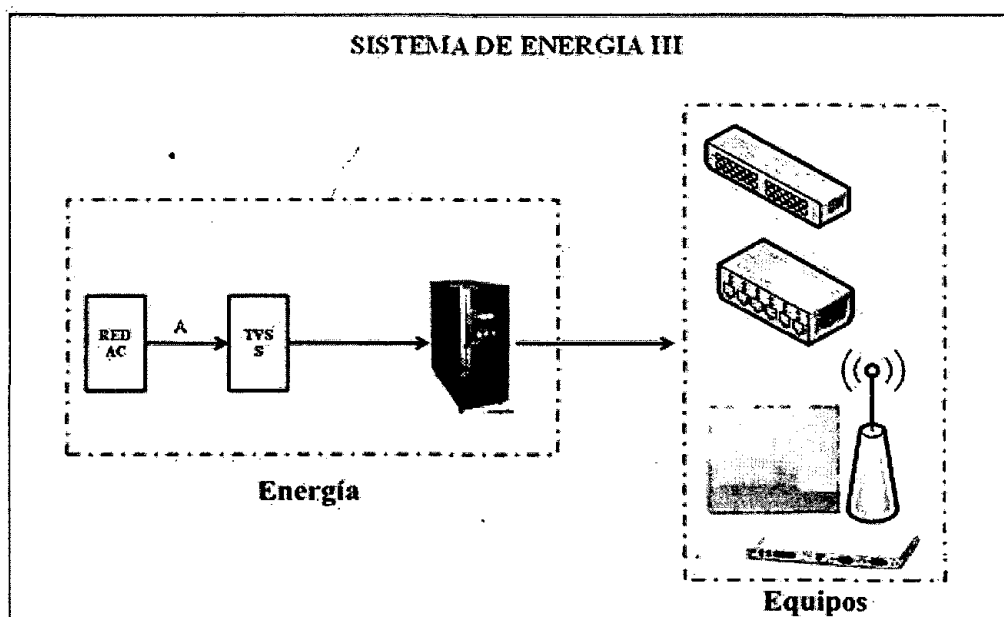 SISTEMA DE ENERGIA III
RED
AC
A
TVS
S
Energía
Equipos